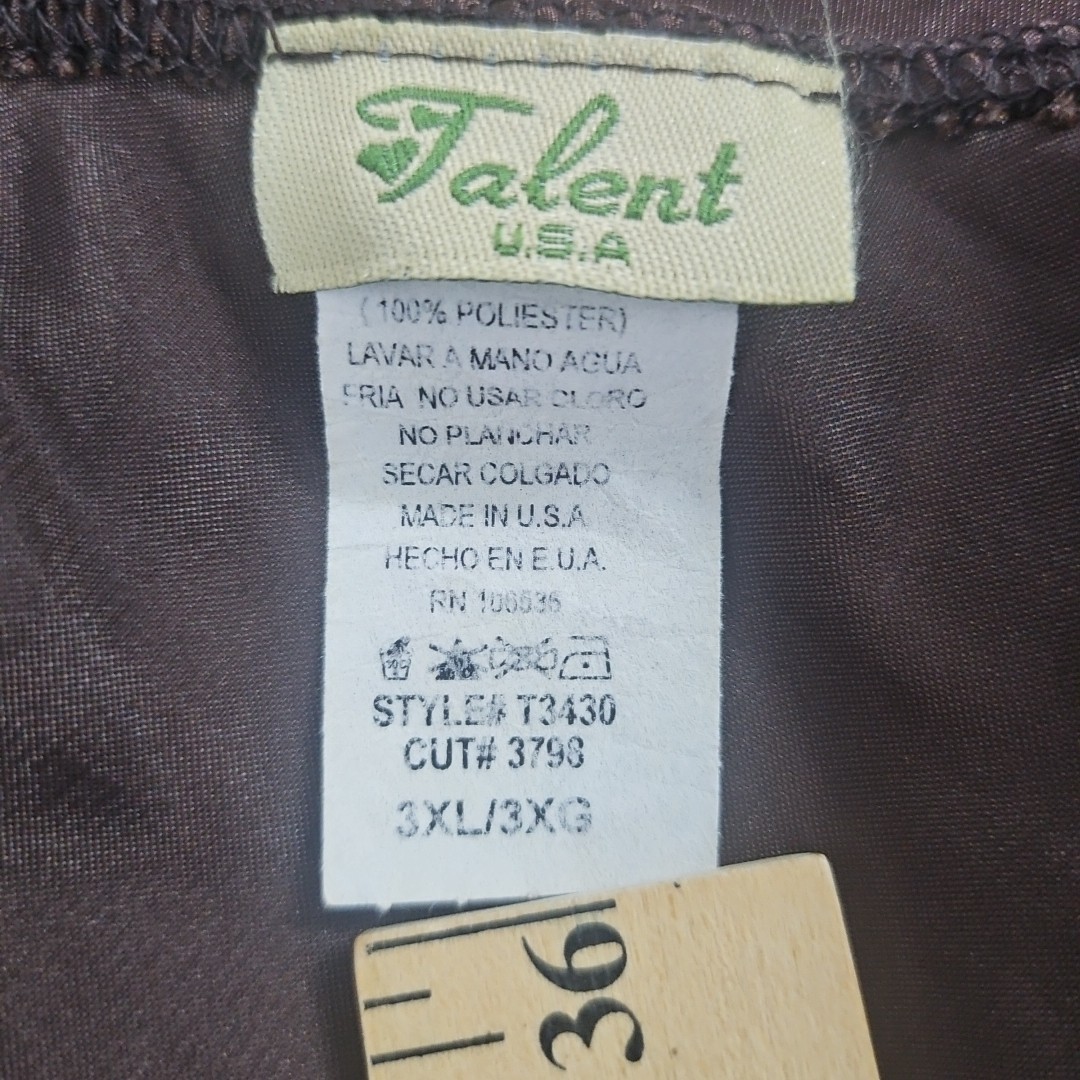 Talent
U.S.A
(100% POLIESTER)
LAVAR A MANO AGUA
FRIA NO USAR CLORO
NO PLANCHAR
SECAR COLGADO
MADE IN U.S.A.
HECHO EN E.U.A.
RN
STYLE# T3430
CUT# 3798
3XL/3XG
36